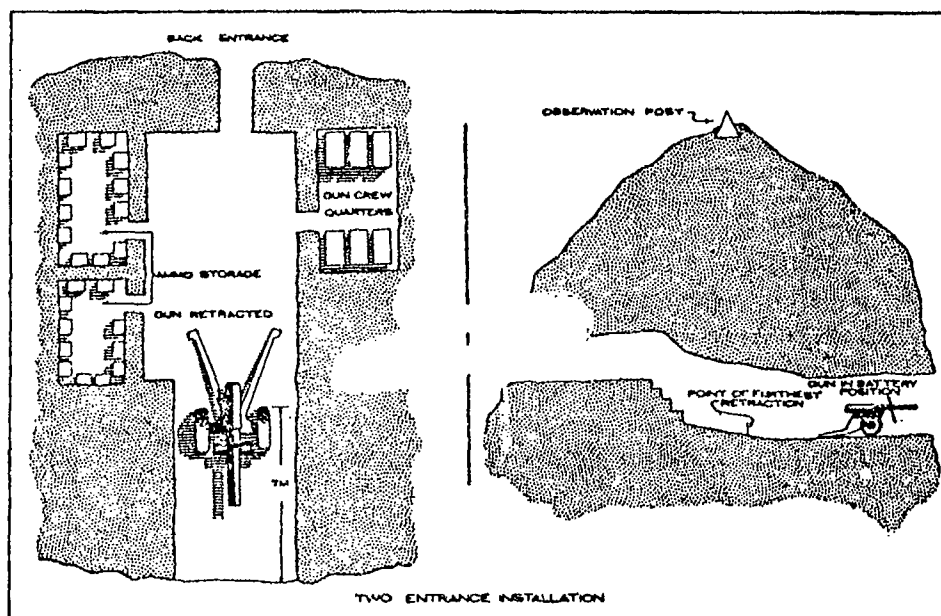 BACK ENTRANCE
GUN CREW
QUARTERS
AMMO STORAGE
GUN RETRACTED
7M
OBSERVATION POST
POINT OF FURTHEST
RETRACTION
GUN IN BATTERY
POSITION
TWO ENTRANCE INSTALLATION